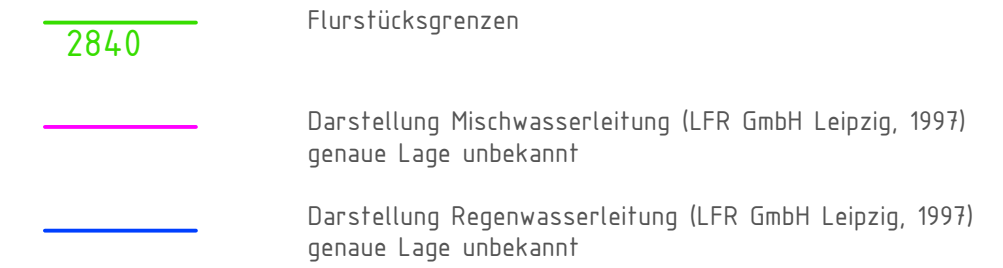 Flurstücksgrenzen
2840
Darstellung Mischwasserleitung (LFR GmbH Leipzig, 1997)
genaue Lage unbekannt
Darstellung Regenwasserleitung (LFR GmbH Leipzig, 1997)
genaue Lage unbekannt